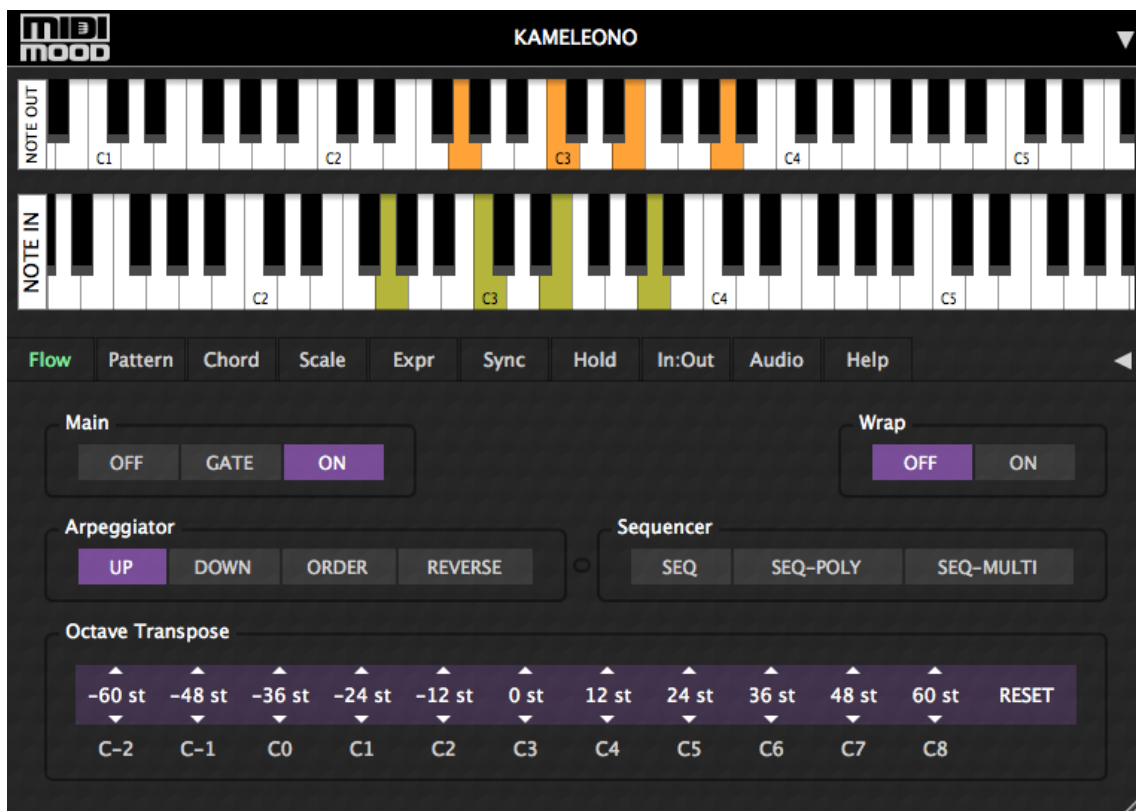 MIDI
MOOD
KAMELEONO
NOTE OUT
C1 C2 C3 C4 C5
NOTE IN
C2 C3 C4 C5
Flow Pattern Chord Scale Expr Sync Hold In:Out Audio Help
Main
OFF GATE ON
Wrap
OFF ON
Arpeggiator
UP DOWN ORDER REVERSE
Sequencer
SEQ SEQ-POLY SEQ-MULTI
Octave Transpose
-60 st -48 st -36 st -24 st -12 st 0 st 12 st 24 st 36 st 48 st 60 st RESET
C-2 C-1 C0 C1 C2 C3 C4 C5 C6 C7 C8